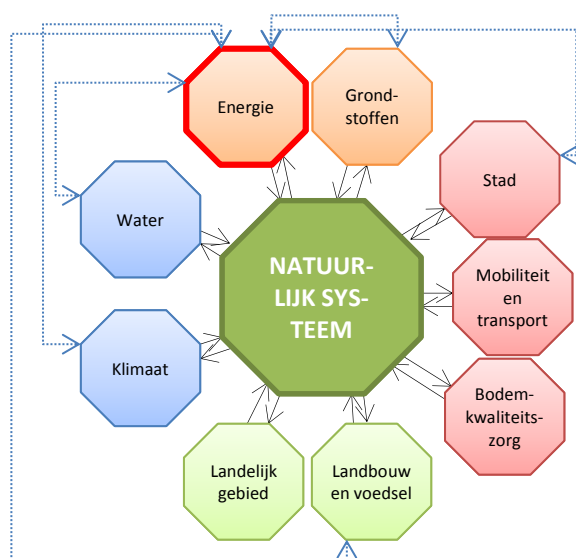 Energie
Grond-
stoffen
Stad
Water
NATUUR-
LIJK SYS-
TEEM
Mobiliteit
en
transport
Klimaat
Bodem-
kwaliteits-
zorg
Landelijk
gebied
Landbouw
en voedsel